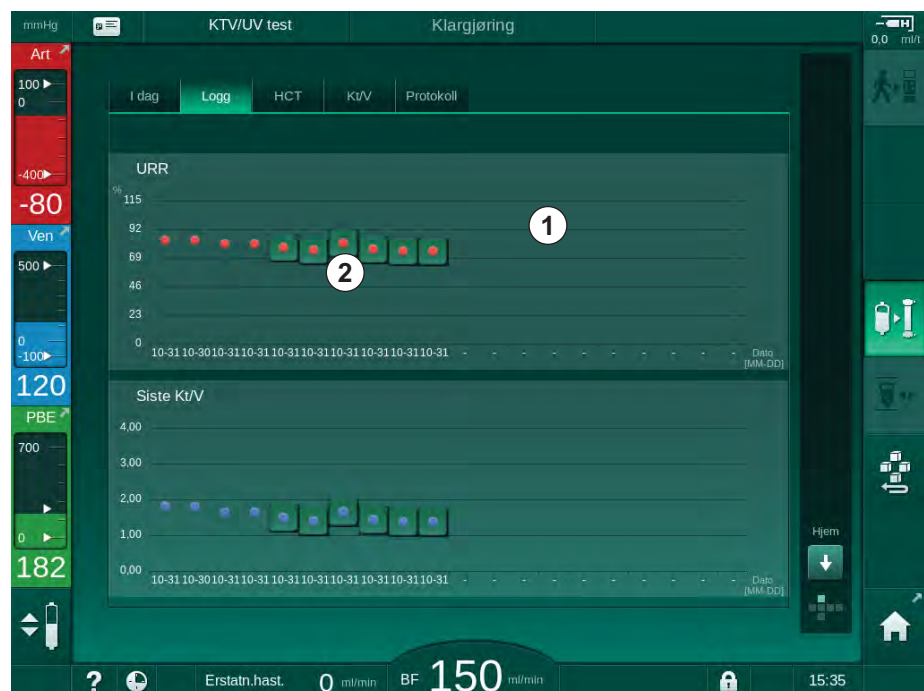 mmHg KTV/UV test Klargjøring
0,0 ml/t
Art
100
0
-400
-80
Ven
500
0
-100
120
PBE
700
0
182
I dag Logg HCT Kt/V Protokoll
URR
%
115
92
69
46
23
0
10-31 10-30 10-31 10-31 10-31 10-31 10-31 10-31 10-31 10-31 - - - - - - - - - - Dato
[MM-DD]
1
2
Siste Kt/V
4,00
3,00
2,00
1,00
0,00
10-31 10-30 10-31 10-31 10-31 10-31 10-31 10-31 10-31 10-31 - - - - - - - - - - Dato
[MM-DD]
Hjem
? Erstatn.hast. 0 ml/min BF 150 ml/min 15:35